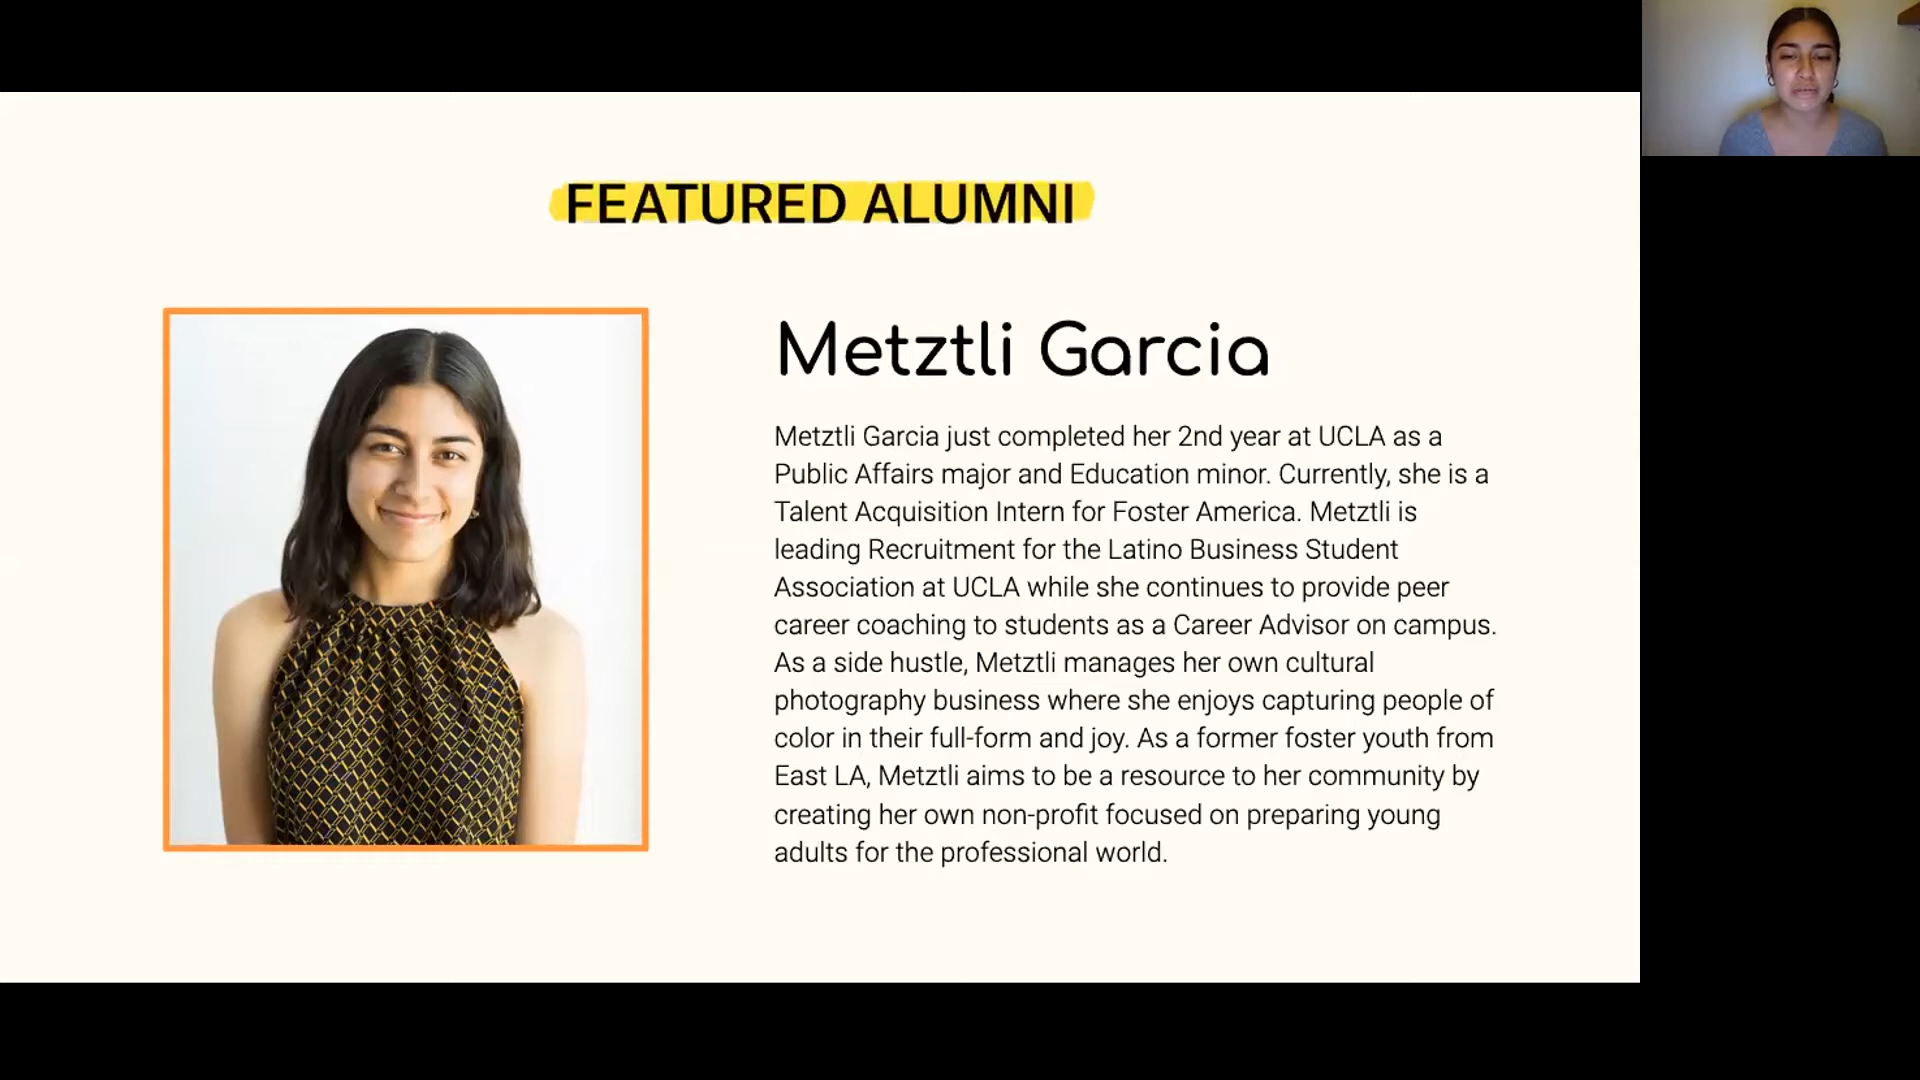 FEATURED ALUMNI
Metztli Garcia
Metztli Garcia just completed her 2nd year at UCLA as a
Public Affairs major and Education minor. Currently, she is a
Talent Acquisition Intern for Foster America. Metztli is
leading Recruitment for the Latino Business Student
Association at UCLA while she continues to provide peer
career coaching to students as a Career Advisor on campus.
As a side hustle, Metztli manages her own cultural
photography business where she enjoys capturing people of
color in their full-form and joy. As a former foster youth from
East LA, Metztli aims to be a resource to her community by
creating her own non-profit focused on preparing young
adults for the professional world.